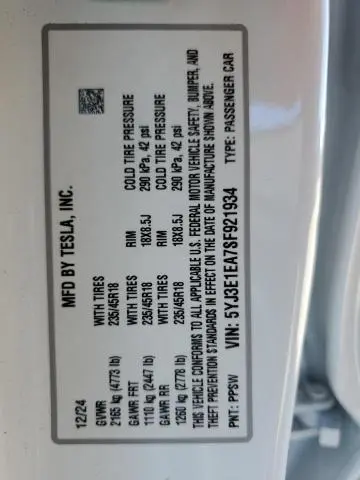 MFD BY TESLA, INC.
12/24
GVWR WITH TIRES RIM COLD TIRE PRESSURE
2165 kg (4773 lb) 235/45R18 18X8.5J 290 kPa, 42 psi
GAWR FRT WITH TIRES RIM COLD TIRE PRESSURE
1110 kg (2447 lb) 235/45R18 18X8.5J 290 kPa, 42 psi
GAWR RR
1260 kg (2778 lb)
THIS VEHICLE CONFORMS TO ALL APPLICABLE U.S. FEDERAL MOTOR VEHICLE SAFETY, BUMPER, AND
THEFT PREVENTION STANDARDS IN EFFECT ON THE DATE OF MANUFACTURE SHOWN ABOVE.
VIN: 5YJ3E1EA7SF921934
PNT: PPSW TYPE: PASSENGER CAR